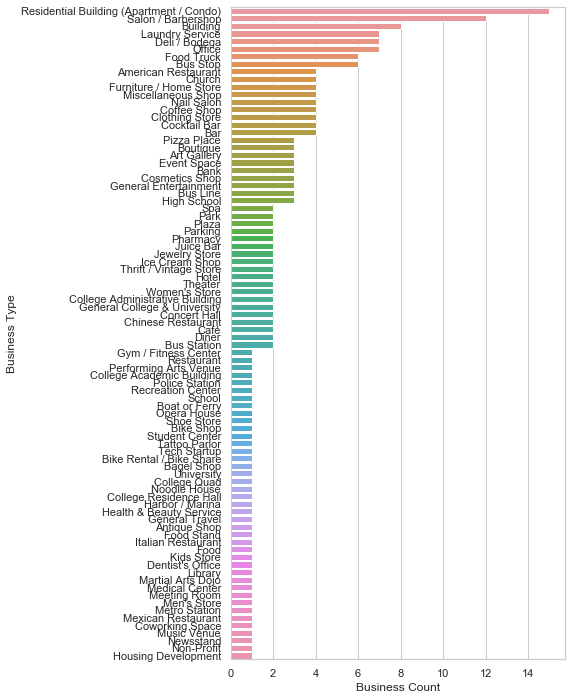 Residential Building (Apartment / Condo)
Salon / Barbershop
Building
Laundry Service
Deli / Bodega
Office
Food Truck
Bus Stop
American Restaurant
Church
Furniture / Home Store
Miscellaneous Shop
Nail Salon
Coffee Shop
Clothing Store
Cocktail Bar
Bar
Pizza Place
Boutique
Art Gallery
Event Space
Bank
Cosmetics Shop
General Entertainment
Bus Line
High School
Spa
Park
Plaza
Parking
Pharmacy
Juice Bar
Jewelry Store
Ice Cream Shop
Thrift / Vintage Store
Hotel
Theater
Women's Store
College Administrative Building
General College & University
Concert Hall
Chinese Restaurant
Café
Diner
Bus Station
Gym / Fitness Center
Restaurant
Performing Arts Venue
College Academic Building
Police Station
Recreation Center
School
Boat or Ferry
Opera House
Shoe Store
Bike Shop
Student Center
Tattoo Parlor
Tech Startup
Bike Rental / Bike Share
Bagel Shop
University
College Quad
Noodle House
College Residence Hall
Harbor / Marina
Health & Beauty Service
General Travel
Antique Shop
Food Stand
Italian Restaurant
Food
Kids Store
Dentist's Office
Library
Martial Arts Dojo
Medical Center
Meeting Room
Men's Store
Metro Station
Mexican Restaurant
Coworking Space
Music Venue
Newsstand
Non-Profit
Housing Development
Business Type
0 2 4 6 8 10 12 14
Business Count